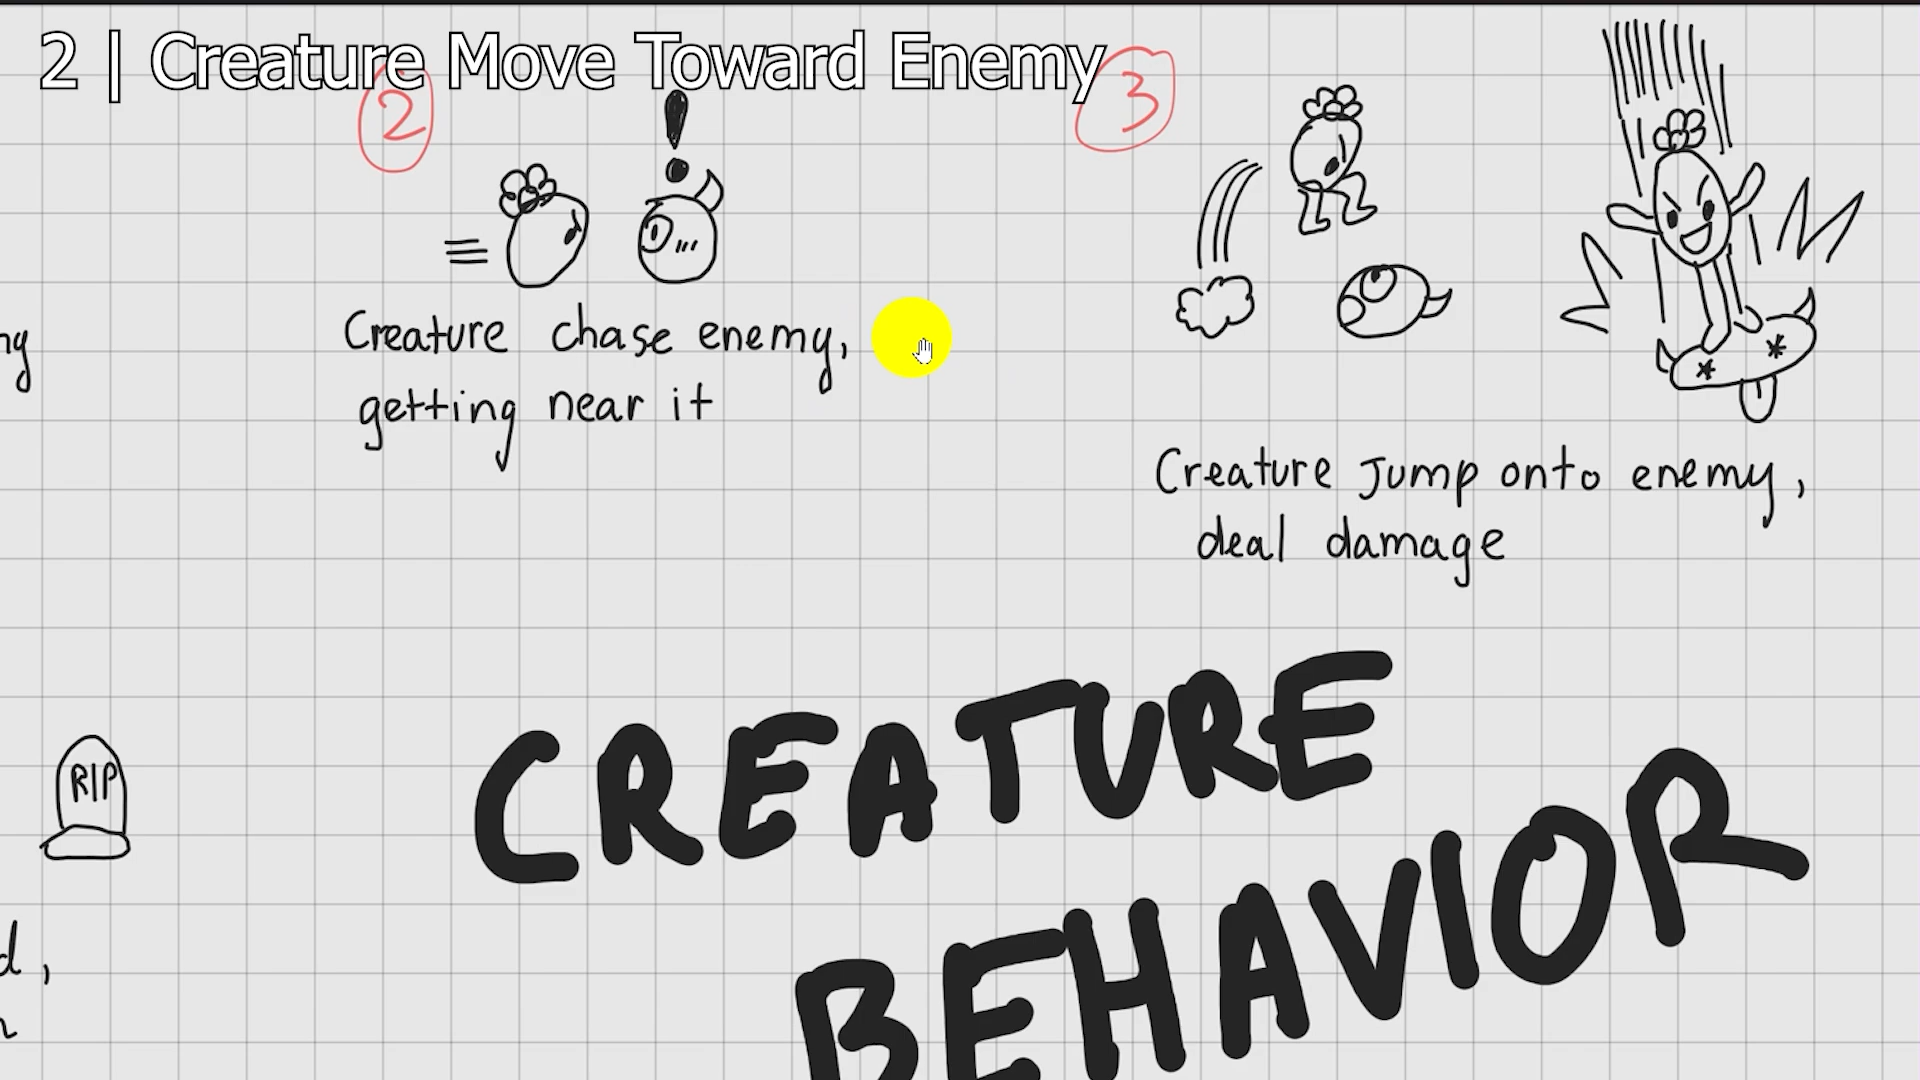 2 | Creature Move Toward Enemy
2
3
Creature chase enemy,
getting near it
Creature Jump onto enemy,
deal damage
RIP
CREATURE
BEHAVIOR